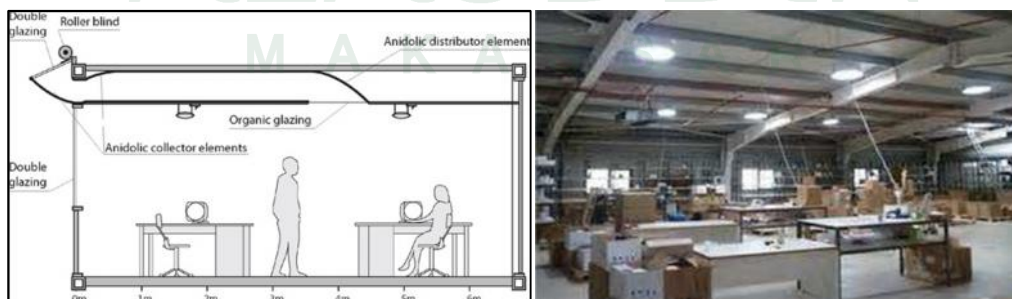 Double
glazing
Roller blind
Anidolic distributor element
Organic glazing
Anidolic collector elements
Double
glazing
0m 1m 2m 3m 4m 5m 6m
M A K A